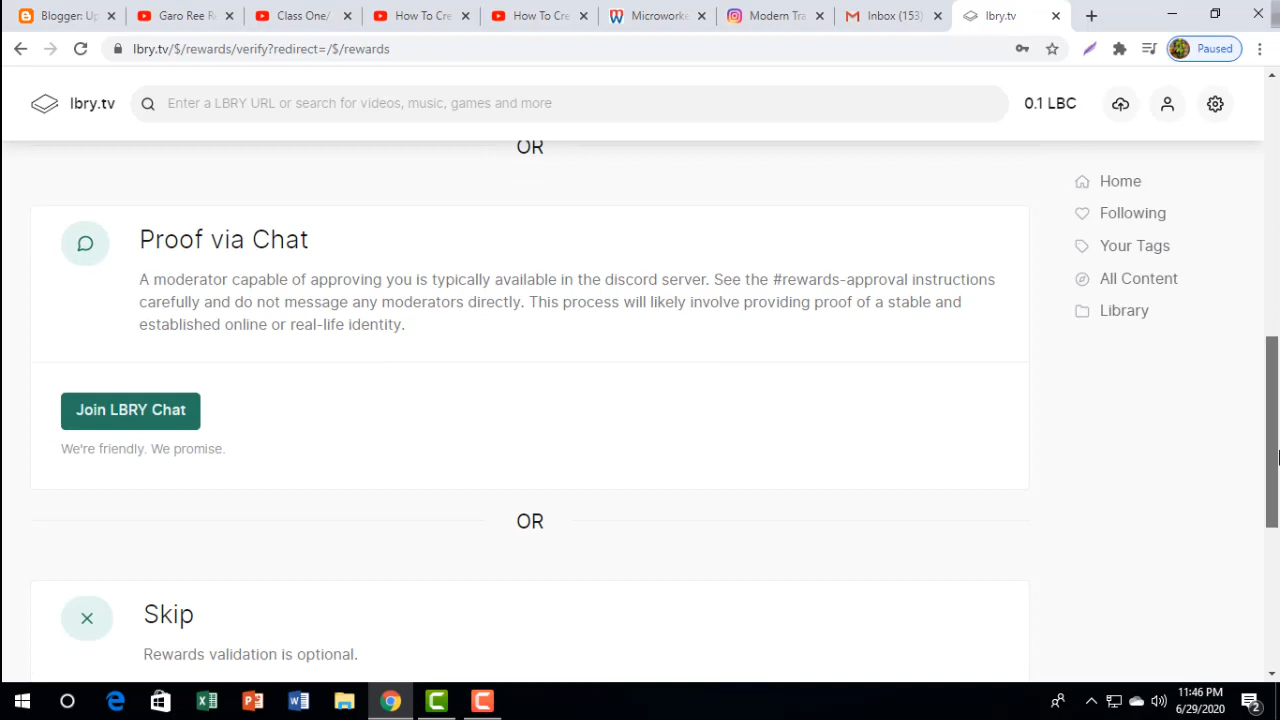 Blogger: Up
Garo Ree R
Class One/
How To Cre
How To Cre
Microworke
Modern Tra
Inbox (153)
lbry.tv
lbry.tv/$/rewards/verify?redirect=/$/rewards
Paused
lbry.tv
Enter a LBRY URL or search for videos, music, games and more
0.1 LBC
OR
Home
Following
Your Tags
All Content
Library
Proof via Chat
A moderator capable of approving you is typically available in the discord server. See the #rewards-approval instructions
carefully and do not message any moderators directly. This process will likely involve providing proof of a stable and
established online or real-life identity.
Join LBRY Chat
We're friendly. We promise.
OR
Skip
Rewards validation is optional.
11:46 PM
6/29/2020
2